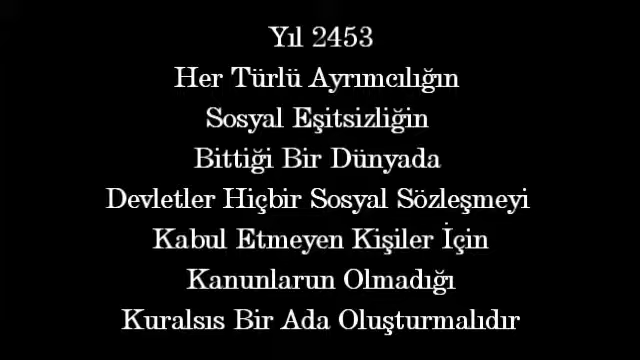 Yıl 2453
Her Türlü Ayrımcılığın
Sosyal Eşitsizliğin
Bittiği Bir Dünyada
Devletler Hiçbir Sosyal Sözleşmeyi
Kabul Etmeyen Kişiler İçin
Kanunlarun Olmadığı
Kuralsıs Bir Ada Oluşturmalıdır